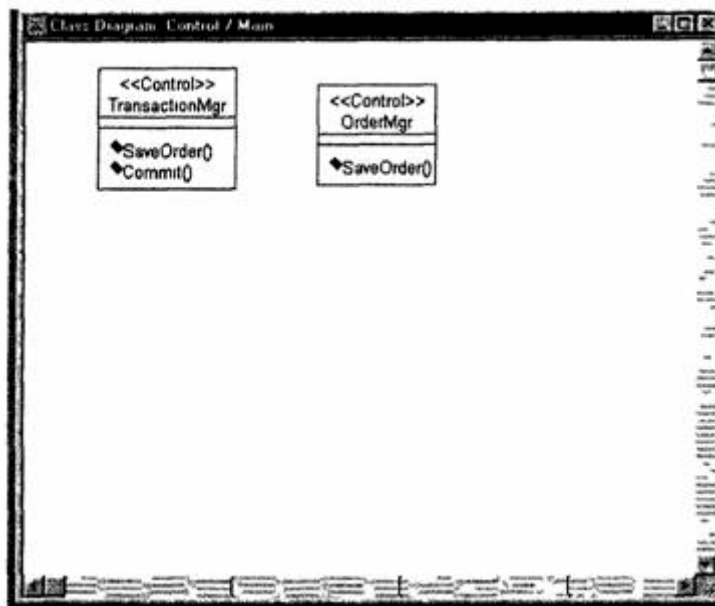 Class Diagram: Control / Main
<<Control>>
TransactionMgr
SaveOrder()
Commit()
<<Control>>
OrderMgr
SaveOrder()